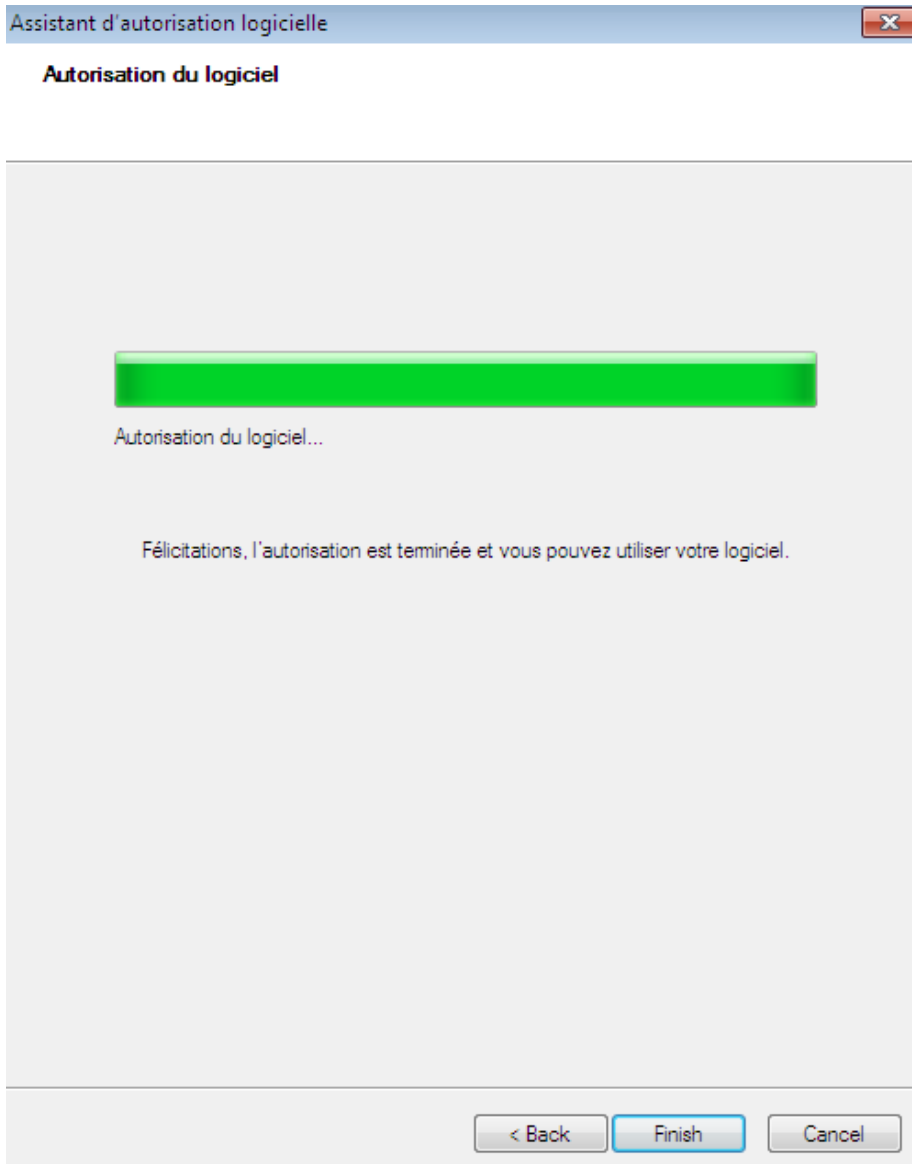 Assistant d'autorisation logicielle
Autorisation du logiciel
Autorisation du logiciel...
Félicitations, l'autorisation est terminée et vous pouvez utiliser votre logiciel.
< Back Finish Cancel